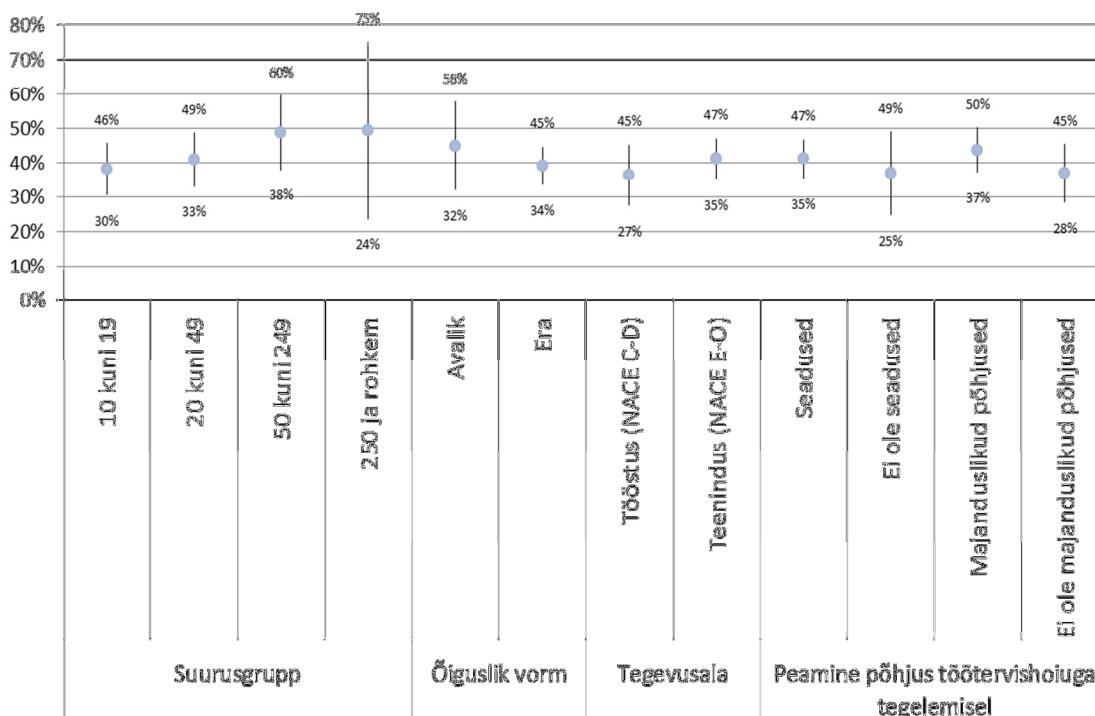 80%
70%
60%
50%
40%
30%
20%
10%
0%
46%
30%
49%
33%
60%
38%
75%
24%
58%
32%
45%
34%
45%
27%
47%
35%
47%
35%
49%
25%
50%
37%
45%
28%
10 kuni 19
20 kuni 49
50 kuni 249
250 ja rohkem
Avalik
Era
Tööstus (NACE C-D)
Teenindus (NACE E-O)
Seadused
Ei ole seadused
Majanduslikud põhjused
Ei ole majanduslikud põhjused
Suurusgrupp
Õiguslik vorm
Tegevusala
Peamine põhjus töötervishoiuga
tegelemisel